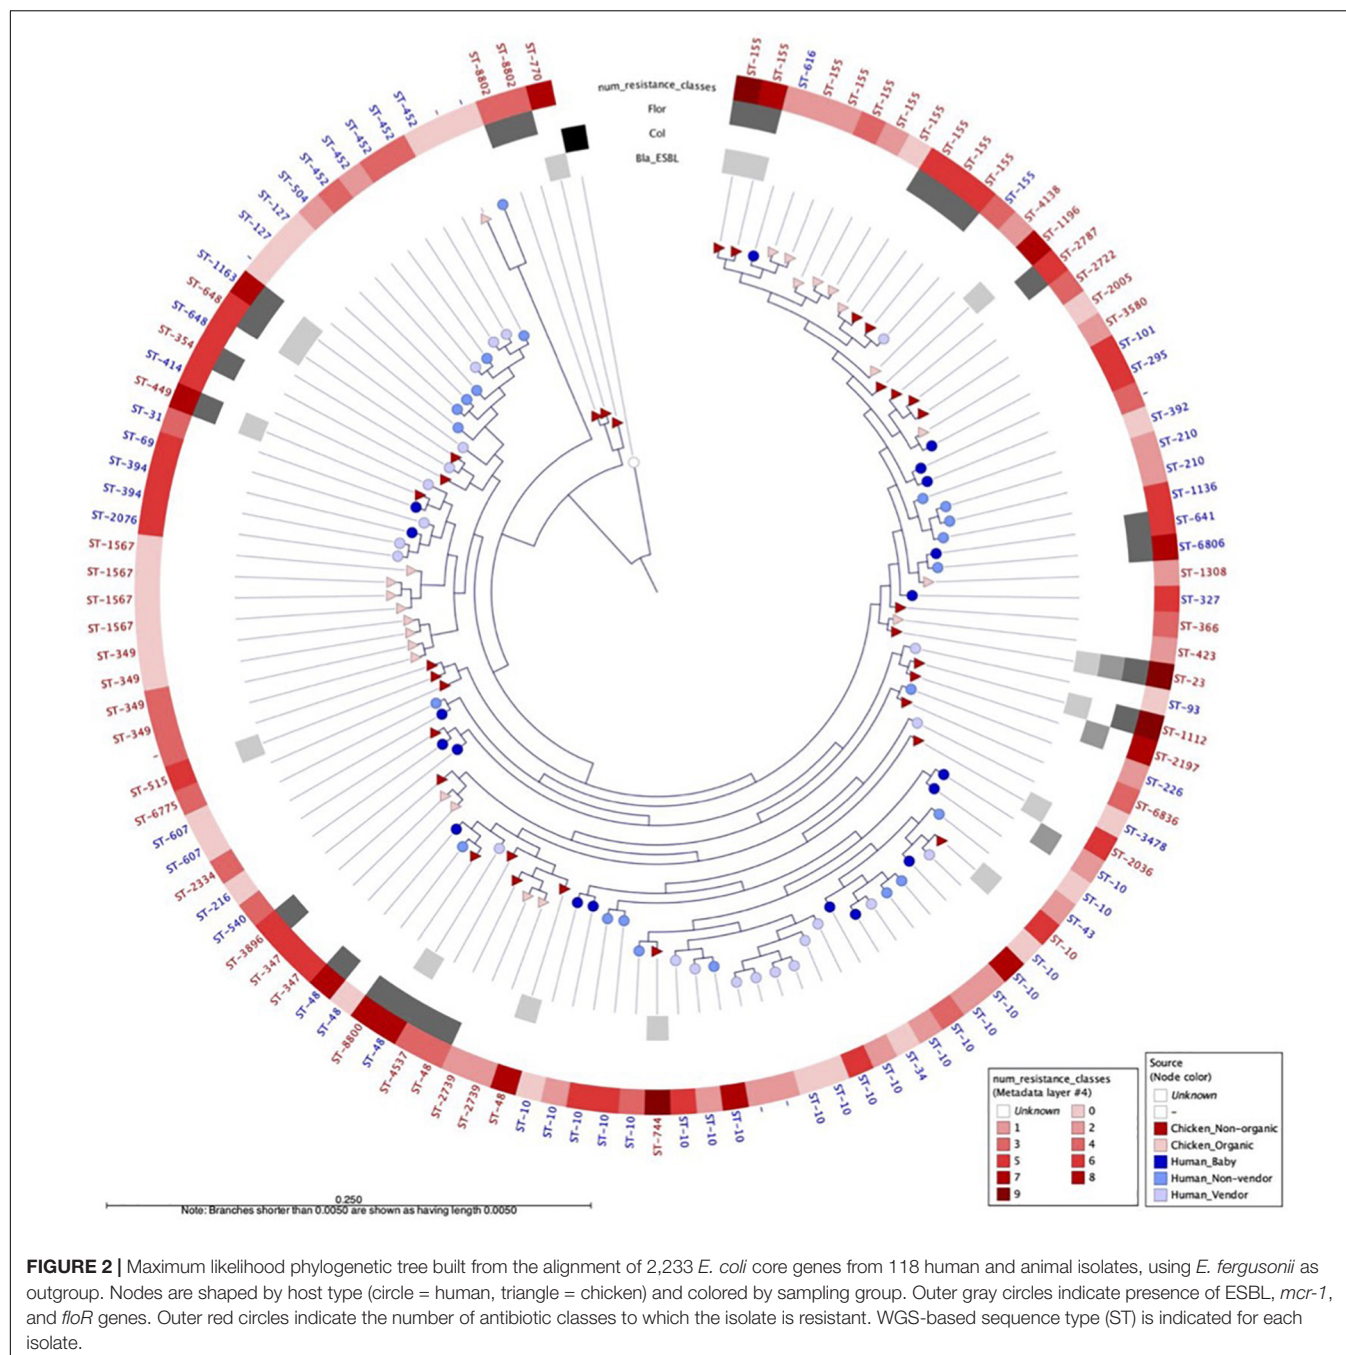 num_resistance_classes
Flor
Col
Bla_ESBL
ST-155
ST-155
ST-616
ST-155
ST-155
ST-155
ST-155
ST-155
ST-155
ST-155
ST-155
ST-155
ST-4138
ST-1196
ST-2787
ST-2722
ST-2005
ST-3580
ST-101
ST-295
-
ST-392
ST-210
ST-210
ST-1136
ST-641
ST-6806
ST-1308
ST-327
ST-366
ST-423
ST-23
ST-93
ST-1112
ST-2197
ST-226
ST-6836
ST-3478
ST-2036
ST-10
ST-10
ST-43
ST-10
ST-10
ST-10
ST-10
ST-10
ST-10
ST-34
ST-10
ST-10
ST-10
-
-
ST-10
ST-10
ST-10
ST-744
ST-10
ST-10
ST-10
ST-10
ST-10
ST-48
ST-2739
ST-2739
ST-48
ST-4537
ST-48
ST-8800
ST-48
ST-48
ST-347
ST-347
ST-3896
ST-540
ST-216
ST-2334
ST-607
ST-607
ST-6775
ST-515
-
ST-349
ST-349
ST-349
ST-349
ST-1567
ST-1567
ST-1567
ST-1567
ST-2076
ST-394
ST-394
ST-69
ST-31
ST-449
ST-414
ST-354
ST-648
ST-648
ST-1163
-
ST-127
ST-127
ST-504
ST-452
ST-452
ST-452
ST-452
ST-452
-
-
ST-8802
ST-8802
ST-770
num_resistance_classes
(Metadata layer #4)
Unknown 0
1 2
3 4
5 6
7 8
9
Source
(Node color)
Unknown
-
Chicken_Non-organic
Chicken_Organic
Human_Baby
Human_Non-vendor
Human_Vendor
0.250
Note: Branches shorter than 0.0050 are shown as having length 0.0050
FIGURE 2 | Maximum likelihood phylogenetic tree built from the alignment of 2,233 E. coli core genes from 118 human and animal isolates, using E. fergusonii as
outgroup. Nodes are shaped by host type (circle = human, triangle = chicken) and colored by sampling group. Outer gray circles indicate presence of ESBL, mcr-1,
and floR genes. Outer red circles indicate the number of antibiotic classes to which the isolate is resistant. WGS-based sequence type (ST) is indicated for each
isolate.